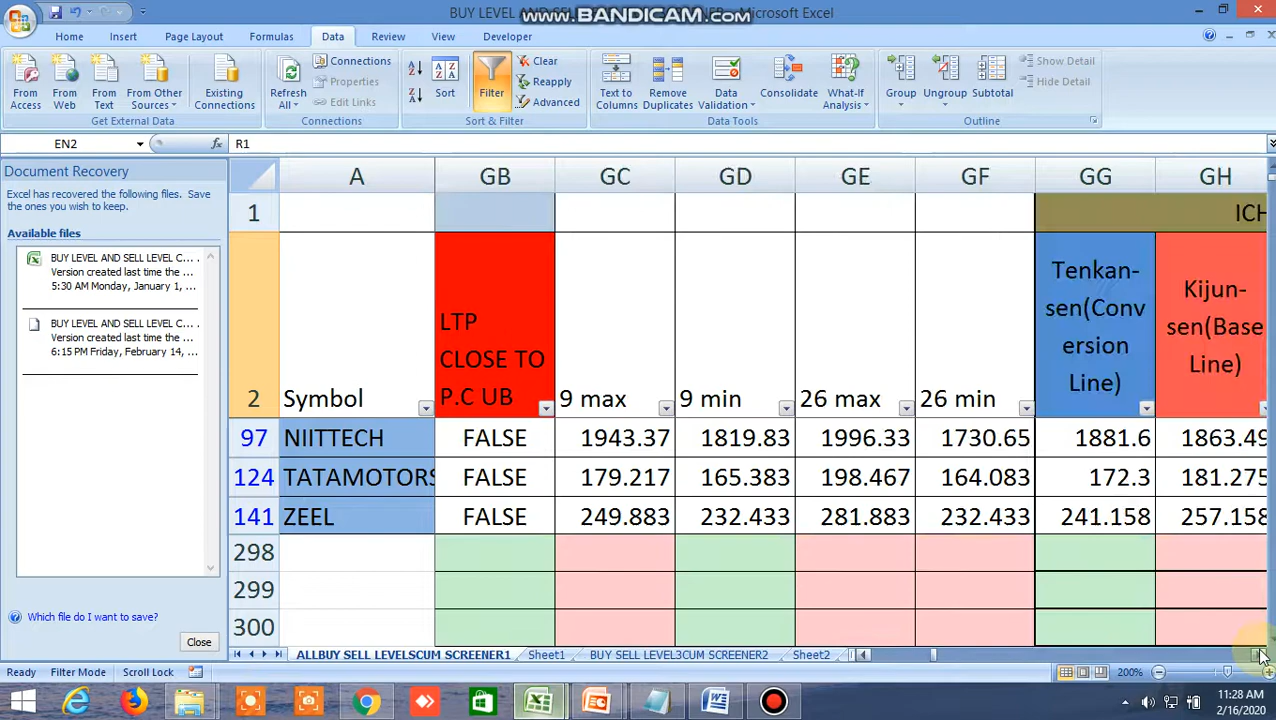 BUY LEVEL AND SELL
www.BANDICAM.com
Microsoft Excel
Home Insert Page Layout Formulas Data Review View Developer
From Access
From Web
From Text
From Other Sources
Existing Connections
Get External Data
Refresh All
Connections
Properties
Edit Links
Connections
Sort
Filter
Clear
Reapply
Advanced
Sort & Filter
Text to Columns
Remove Duplicates
Data Validation
Consolidate
What-If Analysis
Data Tools
Group
Ungroup
Subtotal
Show Detail
Hide Detail
Outline
EN2 fx R1
Document Recovery
Excel has recovered the following files. Save
the ones you wish to keep.
Available files
BUY LEVEL AND SELL LEVEL C... .
Version created last time the ...
5:30 AM Monday, January 1, ...
BUY LEVEL AND SELL LEVEL C... .
Version created last time the ...
6:15 PM Friday, February 14, ...
Which file do I want to save?
Close
A GB GC GD GE GF GG GH
1 ICH
2 Symbol
LTP
CLOSE TO
P.C UB
9 max 9 min 26 max 26 min
Tenkan-
sen(Conv
ersion
Line)
Kijun-
sen(Base
Line)
97 NIITTECH FALSE 1943.37 1819.83 1996.33 1730.65 1881.6 1863.49
124 TATAMOTORS FALSE 179.217 165.383 198.467 164.083 172.3 181.275
141 ZEEL FALSE 249.883 232.433 281.883 232.433 241.158 257.158
298
299
300
ALLBUY SELL LEVELSCUM SCREENER1 Sheet1 BUY SELL LEVEL3CUM SCREENER2 Sheet2
Ready Filter Mode Scroll Lock 200%
11:28 AM
2/16/2020